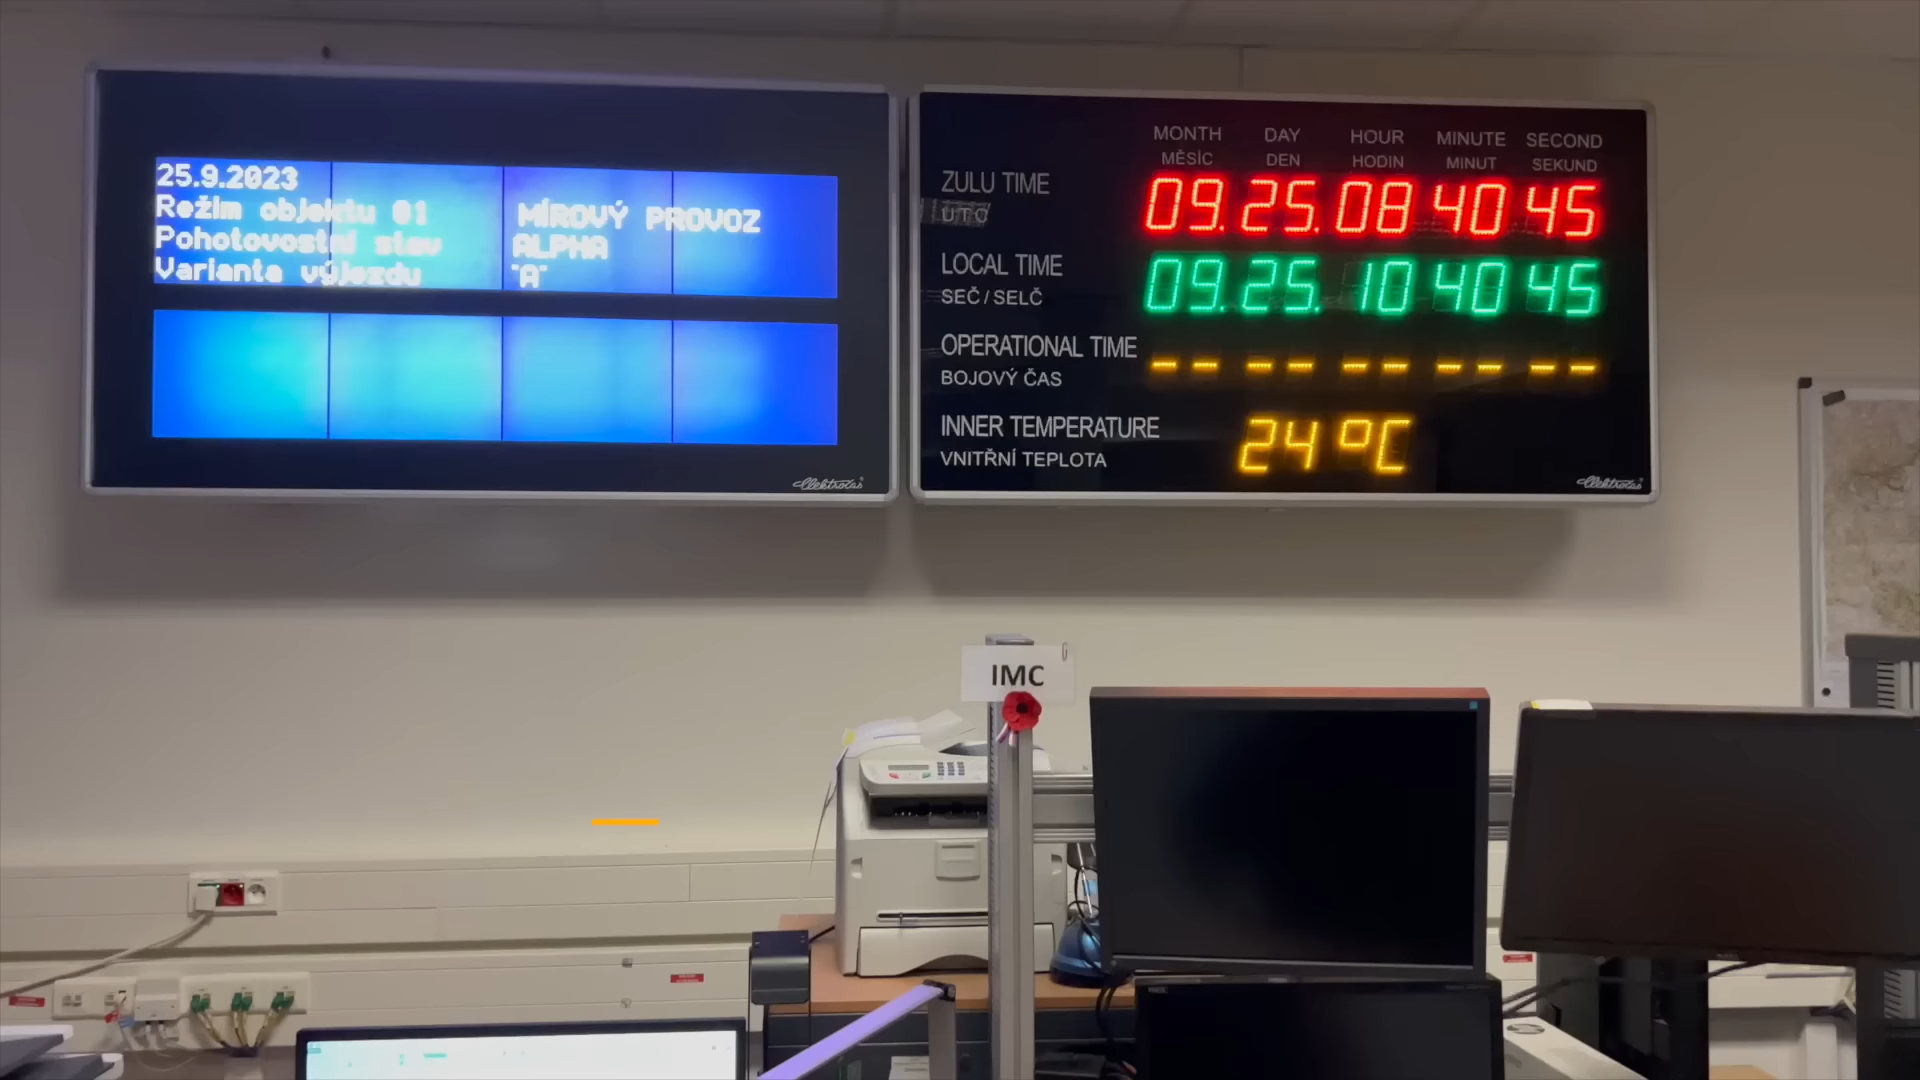 25.9.2023
Režim objektu 01 MÍROVÝ PROVOZ
Pohotovostní stav ALPHA
Varianta výjezdu "A"
Elektročas
MONTH DAY HOUR MINUTE SECOND
MĚSÍC DEN HODIN MINUT SEKUND
ZULU TIME 09.25.08 40 45
UTC
LOCAL TIME 09.25.10 40 45
SEČ / SELČ
OPERATIONAL TIME -- -- -- -- --
BOJOVÝ ČAS
INNER TEMPERATURE 24 °C
VNITŘNÍ TEPLOTA
Elektročas
IMC